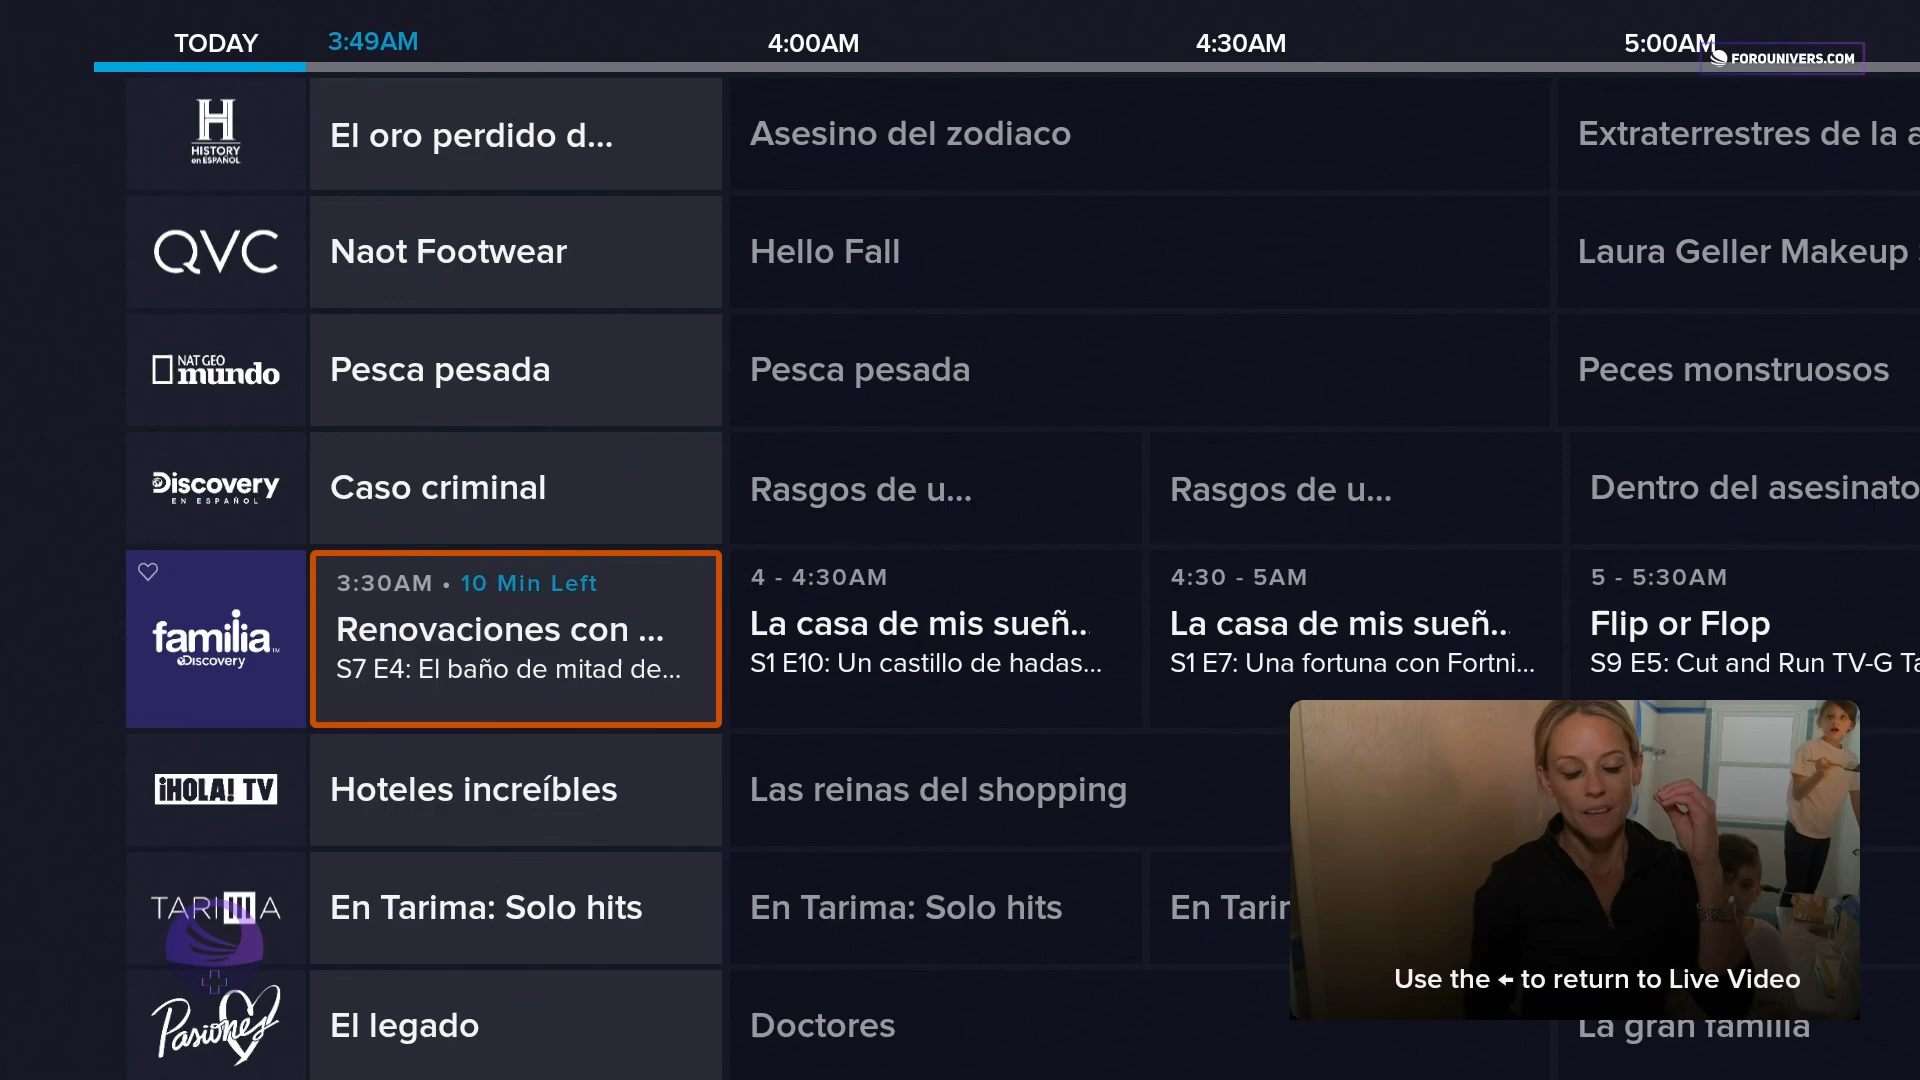 TODAY
3:49AM
4:00AM
4:30AM
5:00AM
FOROUNIVERS.COM
H
HISTORY
en ESPAÑOL
El oro perdido d...
Asesino del zodiaco
Extraterrestres de la a
QVC
Naot Footwear
Hello Fall
Laura Geller Makeup
NAT GEO
mundo
Pesca pesada
Pesca pesada
Peces monstruosos
Discovery
EN ESPAÑOL
Caso criminal
Rasgos de u...
Rasgos de u...
Dentro del asesinato
familia™
Discovery
3:30AM • 10 Min Left
Renovaciones con ...
S7 E4: El baño de mitad de...
4 - 4:30AM
La casa de mis sueñ..
S1 E10: Un castillo de hadas...
4:30 - 5AM
La casa de mis sueñ..
S1 E7: Una fortuna con Fortni...
5 - 5:30AM
Flip or Flop
S9 E5: Cut and Run TV-G Ta
¡HOLA! TV
Hoteles increíbles
Las reinas del shopping
TARIMA
En Tarima: Solo hits
En Tarima: Solo hits
En Tarir
Use the ← to return to Live Video
Pasiones
El legado
Doctores
La gran familia